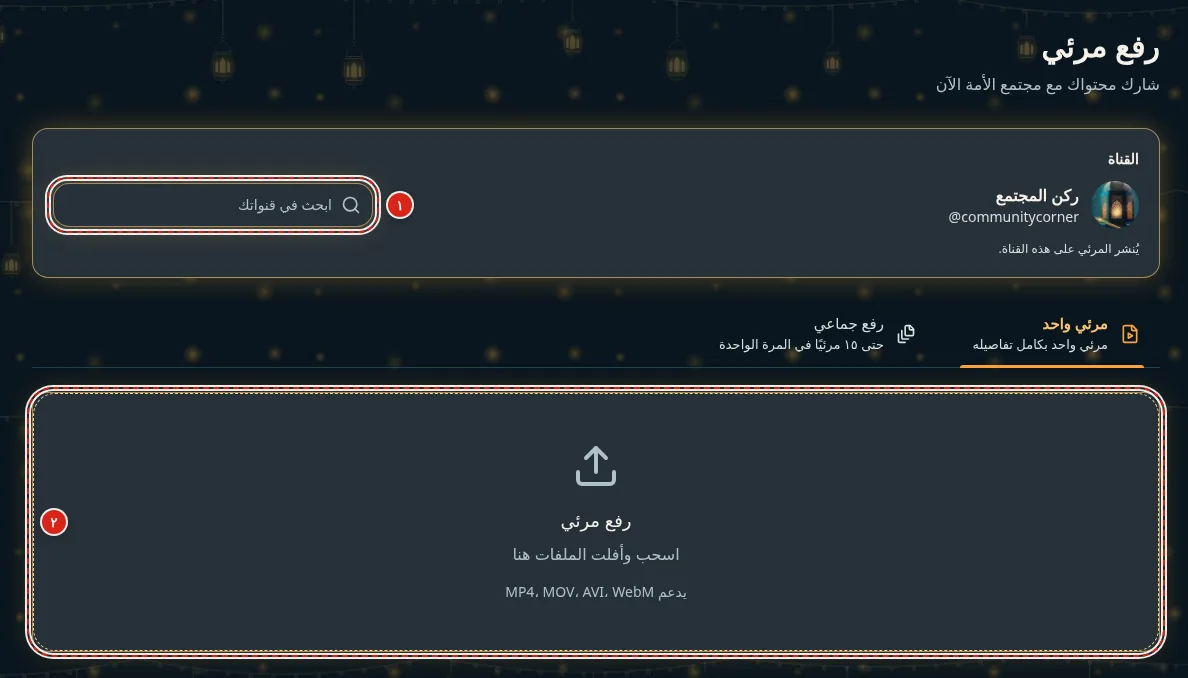 رفع مرئي
شارك محتواك مع مجتمع الأمة الآن
القناة
ركن المجتمع
@communitycorner
يُنشر المرئي على هذه القناة.
١
ابحث في قنواتك
مرئي واحد
مرئي واحد بكامل تفاصيله
رفع جماعي
حتى ١٥ مرئيًا في المرة الواحدة
٢
رفع مرئي
اسحب وأفلت الملفات هنا
يدعم MP4، MOV، AVI، WebM